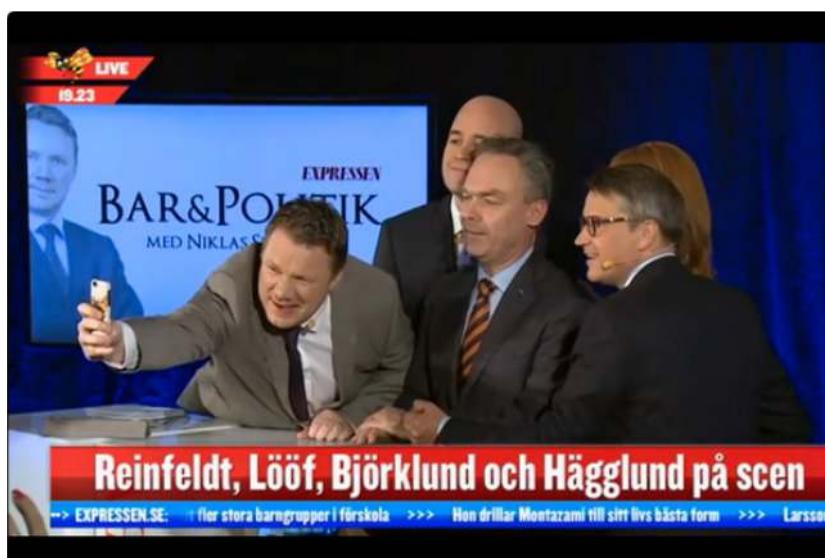 LIVE
19.23
EXPRESSEN
BAR&POLITIK
MED NIKLAS S
Reinfeldt, Lööf, Björklund och Hägglund på scen
EXPRESSEN.SE: fler stora barngrupper i förskola >>> Hon drillar Montazami till sitt livs bästa form >>> Larsso